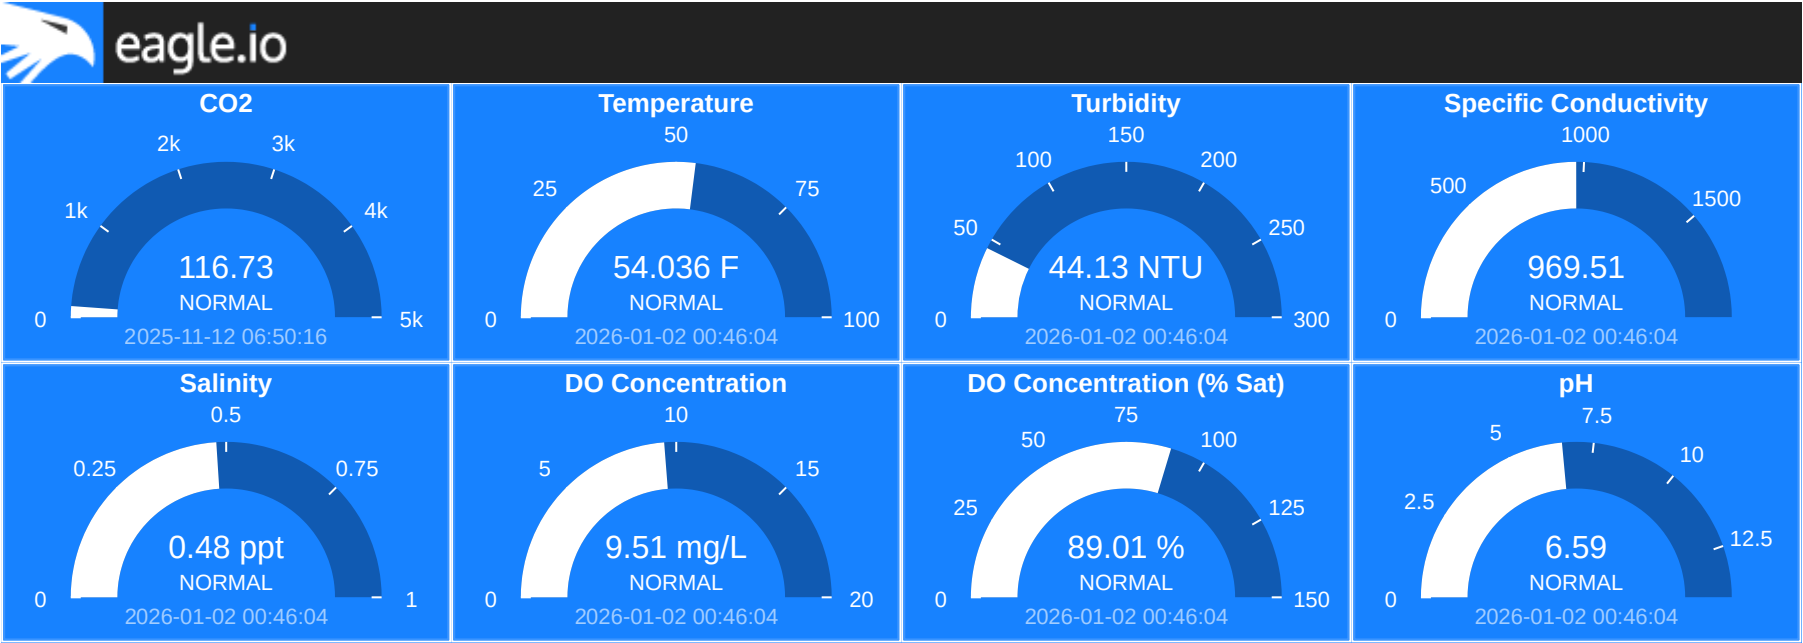 eagle.io
CO2
0
1k
2k
3k
4k
5k
116.73
NORMAL
2025-11-12 06:50:16
Temperature
0
25
50
75
100
54.036 F
NORMAL
2026-01-02 00:46:04
Turbidity
0
50
100
150
200
250
300
44.13 NTU
NORMAL
2026-01-02 00:46:04
Specific Conductivity
0
500
1000
1500
969.51
NORMAL
2026-01-02 00:46:04
Salinity
0
0.25
0.5
0.75
1
0.48 ppt
NORMAL
2026-01-02 00:46:04
DO Concentration
0
5
10
15
20
9.51 mg/L
NORMAL
2026-01-02 00:46:04
DO Concentration (% Sat)
0
25
50
75
100
125
150
89.01 %
NORMAL
2026-01-02 00:46:04
pH
0
2.5
5
7.5
10
12.5
6.59
NORMAL
2026-01-02 00:46:04